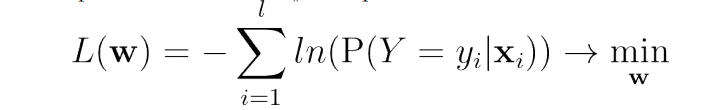 L(w) = − ∑_{i=1}^{l} ln(P(Y = y_i|x_i)) → min_w